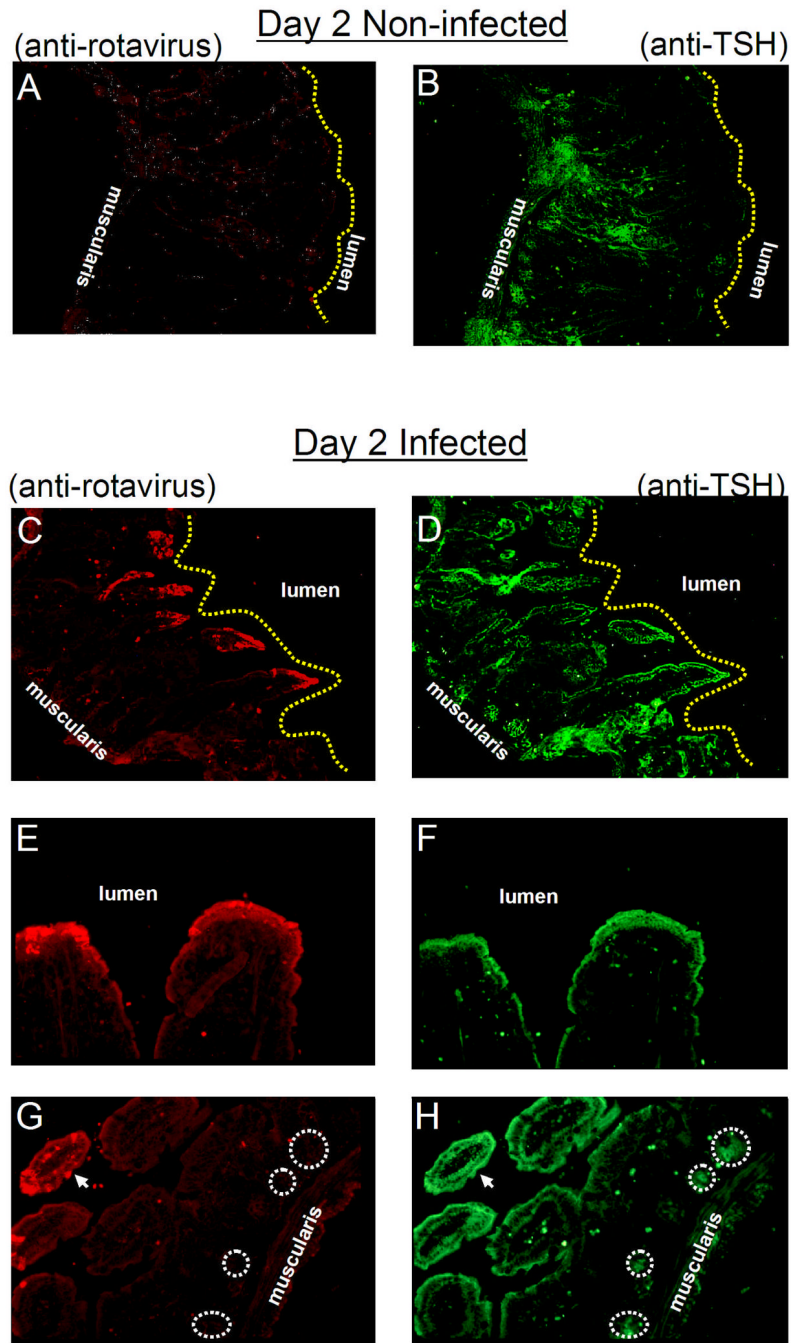 Day 2 Non-infected
(anti-rotavirus) (anti-TSH)
A
muscularis
lumen
B
muscularis
lumen
Day 2 Infected
(anti-rotavirus) (anti-TSH)
C
lumen
muscularis
D
lumen
muscularis
E
lumen
F
lumen
G
muscularis
H
muscularis